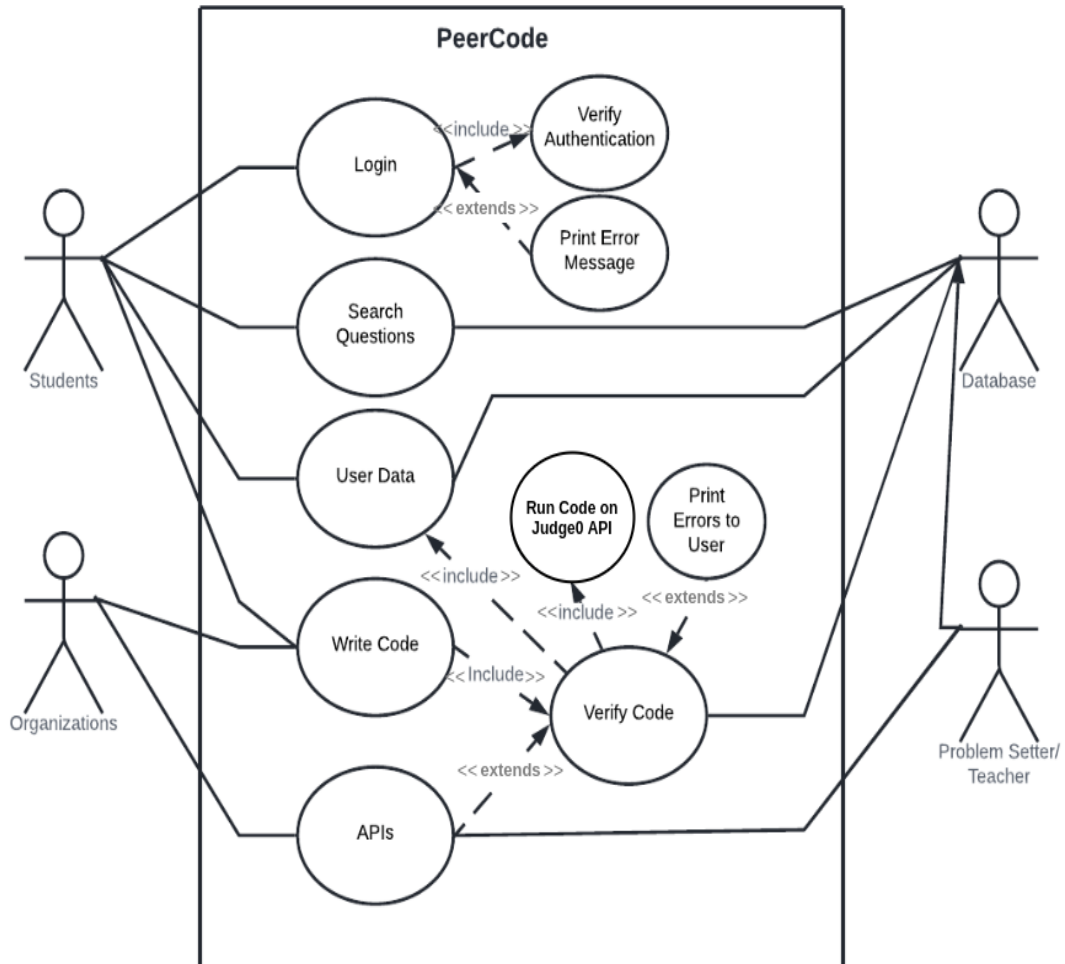 PeerCode
Verify
Authentication
<<include>>
Login
<< extends >>
Print Error
Message
Search
Questions
Students
Database
User Data
Run Code on
Judge0 API
Print
Errors to
User
<<include>>
<<include>>
<< extends >>
Write Code
<< Include>>
Organizations
Verify Code
<< extends >>
Problem Setter/
Teacher
APIs